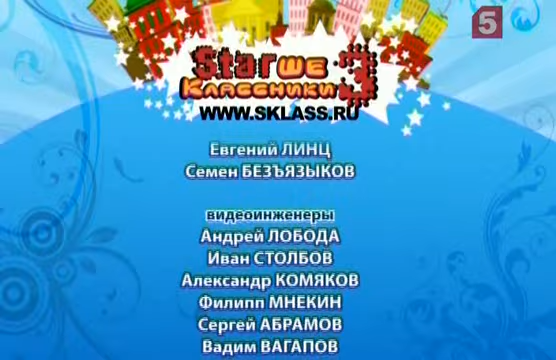 5
Starше
Классники 3
WWW.SKLASS.RU
Евгений ЛИНЦ
Семен БЕЗЪЯЗЫКОВ
видеоинженеры
Андрей ЛОБОДА
Иван СТОЛБОВ
Александр КОМЯКОВ
Филипп МНЕКИН
Сергей АБРАМОВ
Вадим ВАГАПОВ